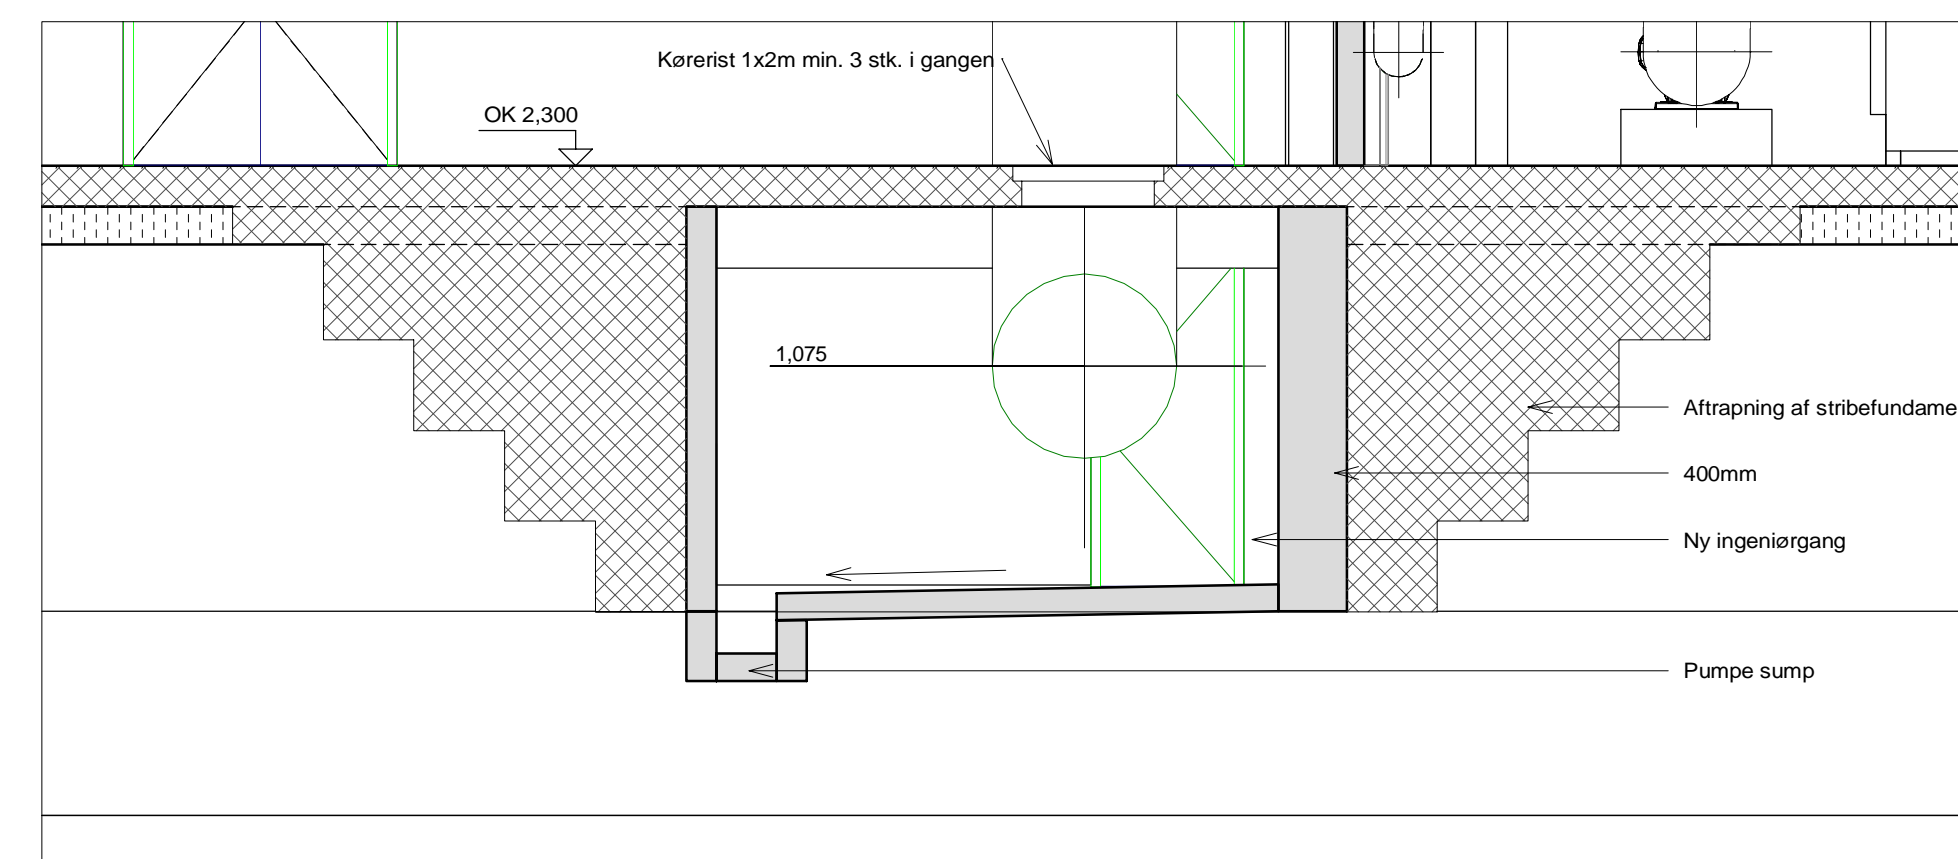 Kørerist 1x2m min. 3 stk. i gangen
OK 2,300
1,075
Aftrapning af stribefundame
400mm
Ny ingeniørgang
Pumpe sump